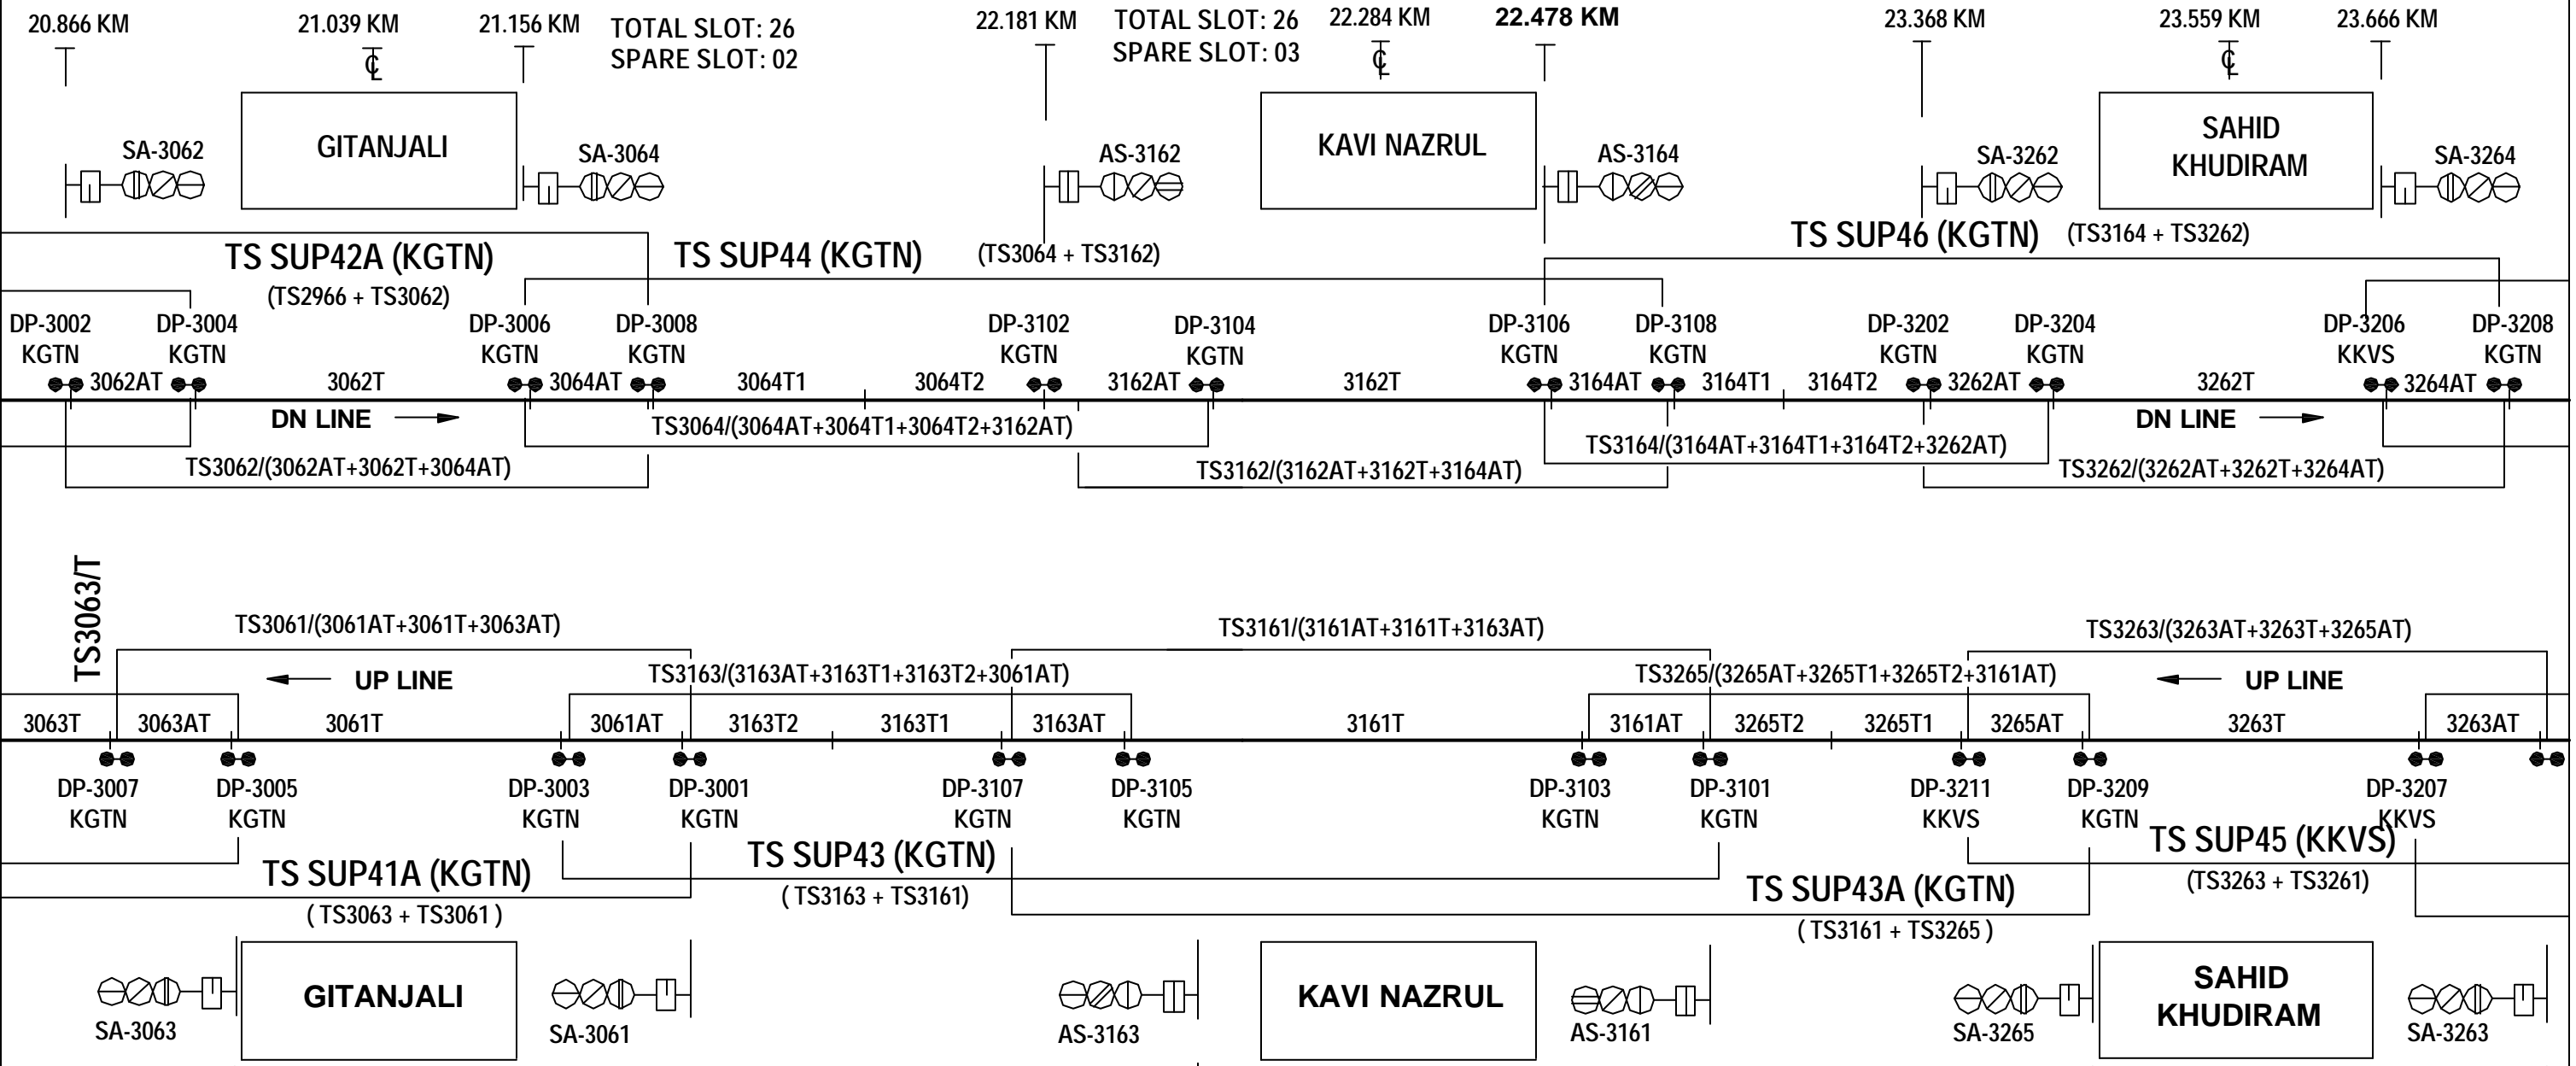 20.866 KM 21.039 KM 21.156 KM TOTAL SLOT: 26 22.181 KM TOTAL SLOT: 26 22.284 KM 22.478 KM 23.368 KM 23.559 KM 23.666 KM
SPARE SLOT: 02 SPARE SLOT: 03
SA-3062 GITANJALI SA-3064 AS-3162 KAVI NAZRUL AS-3164 SA-3262 SAHID SA-3264
KHUDIRAM
TS SUP42A (KGTN) TS SUP44 (KGTN) (TS3064 + TS3162) TS SUP46 (KGTN) (TS3164 + TS3262)
(TS2966 + TS3062)
DP-3002 DP-3004 DP-3006 DP-3008 DP-3102 DP-3104 DP-3106 DP-3108 DP-3202 DP-3204 DP-3206 DP-3208
KGTN KGTN KGTN KGTN KGTN KGTN KGTN KGTN KGTN KGTN KKVS KGTN
3062AT 3062T 3064AT 3064T1 3064T2 3162AT 3162T 3164AT 3164T1 3164T2 3262AT 3262T 3264AT
DN LINE TS3064/(3064AT+3064T1+3064T2+3162AT) DN LINE
TS3164/(3164AT+3164T1+3164T2+3262AT)
TS3062/(3062AT+3062T+3064AT) TS3162/(3162AT+3162T+3164AT) TS3262/(3262AT+3262T+3264AT)
TS3063/T
TS3061/(3061AT+3061T+3063AT) TS3161/(3161AT+3161T+3163AT) TS3263/(3263AT+3263T+3265AT)
UP LINE TS3163/(3163AT+3163T1+3163T2+3061AT) TS3265/(3265AT+3265T1+3265T2+3161AT) UP LINE
3063T 3063AT 3061T 3061AT 3163T2 3163T1 3163AT 3161T 3161AT 3265T2 3265T1 3265AT 3263T 3263AT
DP-3007 DP-3005 DP-3003 DP-3001 DP-3107 DP-3105 DP-3103 DP-3101 DP-3211 DP-3209 DP-3207
KGTN KGTN KGTN KGTN KGTN KGTN KGTN KGTN KKVS KGTN KKVS
TS SUP41A (KGTN) TS SUP43 (KGTN) TS SUP43A (KGTN) TS SUP45 (KKVS)
( TS3063 + TS3061 ) ( TS3163 + TS3161) ( TS3161 + TS3265 ) (TS3263 + TS3261)
GITANJALI KAVI NAZRUL SAHID
KHUDIRAM
SA-3063 SA-3061 AS-3163 AS-3161 SA-3265 SA-3263